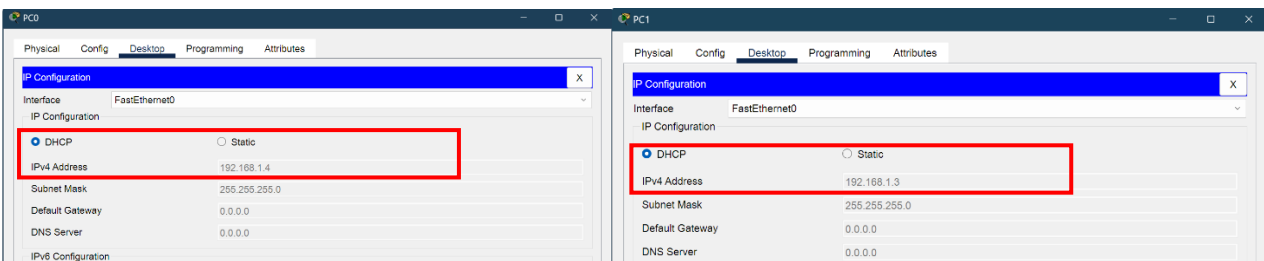 PC0
Physical Config Desktop Programming Attributes
IP Configuration X
Interface FastEthernet0
IP Configuration
DHCP Static
IPv4 Address 192.168.1.4
Subnet Mask 255.255.255.0
Default Gateway 0.0.0.0
DNS Server 0.0.0.0
IPv6 Configuration
PC1
Physical Config Desktop Programming Attributes
IP Configuration X
Interface FastEthernet0
IP Configuration
DHCP Static
IPv4 Address 192.168.1.3
Subnet Mask 255.255.255.0
Default Gateway 0.0.0.0
DNS Server 0.0.0.0